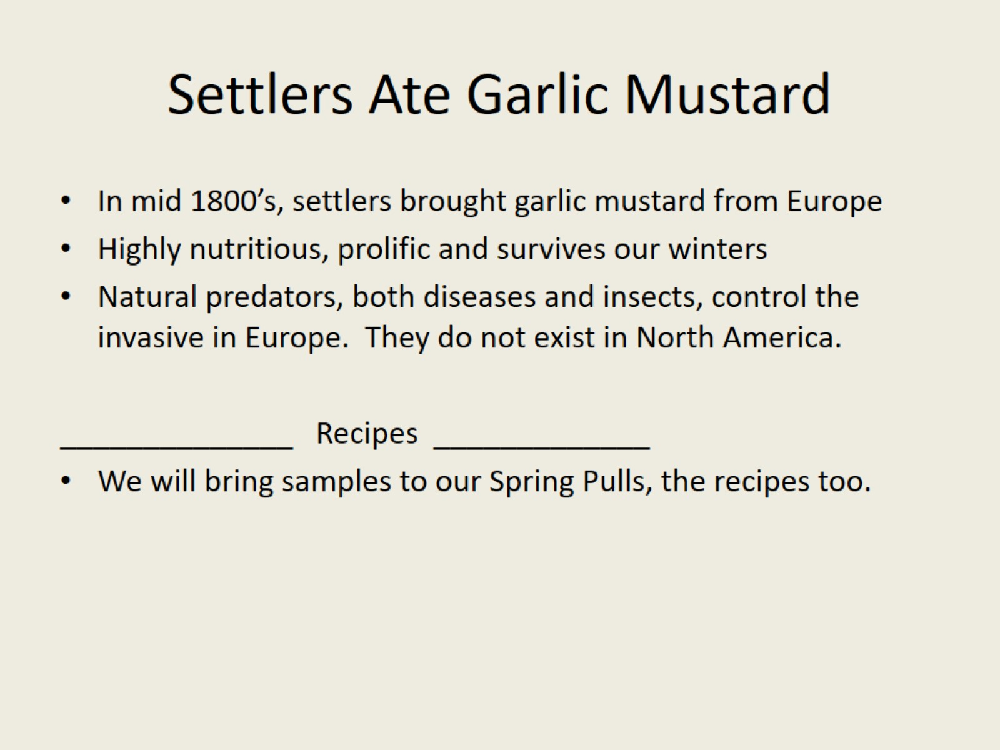 Settlers Ate Garlic Mustard
• In mid 1800’s, settlers brought garlic mustard from Europe
• Highly nutritious, prolific and survives our winters
• Natural predators, both diseases and insects, control the
invasive in Europe.  They do not exist in North America.
______________ Recipes _____________
• We will bring samples to our Spring Pulls, the recipes too.